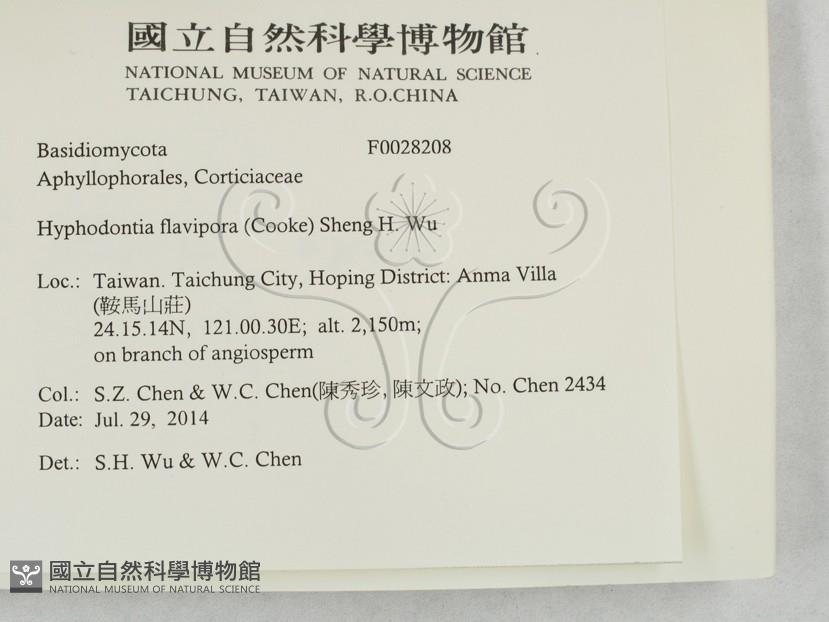 國立自然科學博物館
NATIONAL MUSEUM OF NATURAL SCIENCE
TAICHUNG, TAIWAN, R.O.CHINA
Basidiomycota F0028208
Aphyllophorales, Corticiaceae
Hyphodontia flavipora (Cooke) Sheng H. Wu
Loc.: Taiwan. Taichung City, Hoping District: Anma Villa
(鞍馬山莊)
24.15.14N, 121.00.30E; alt. 2,150m;
on branch of angiosperm
Col.: S.Z. Chen & W.C. Chen(陳秀珍, 陳文政); No. Chen 2434
Date: Jul. 29, 2014
Det.: S.H. Wu & W.C. Chen
國立自然科學博物館
NATIONAL MUSEUM OF NATURAL SCIENCE